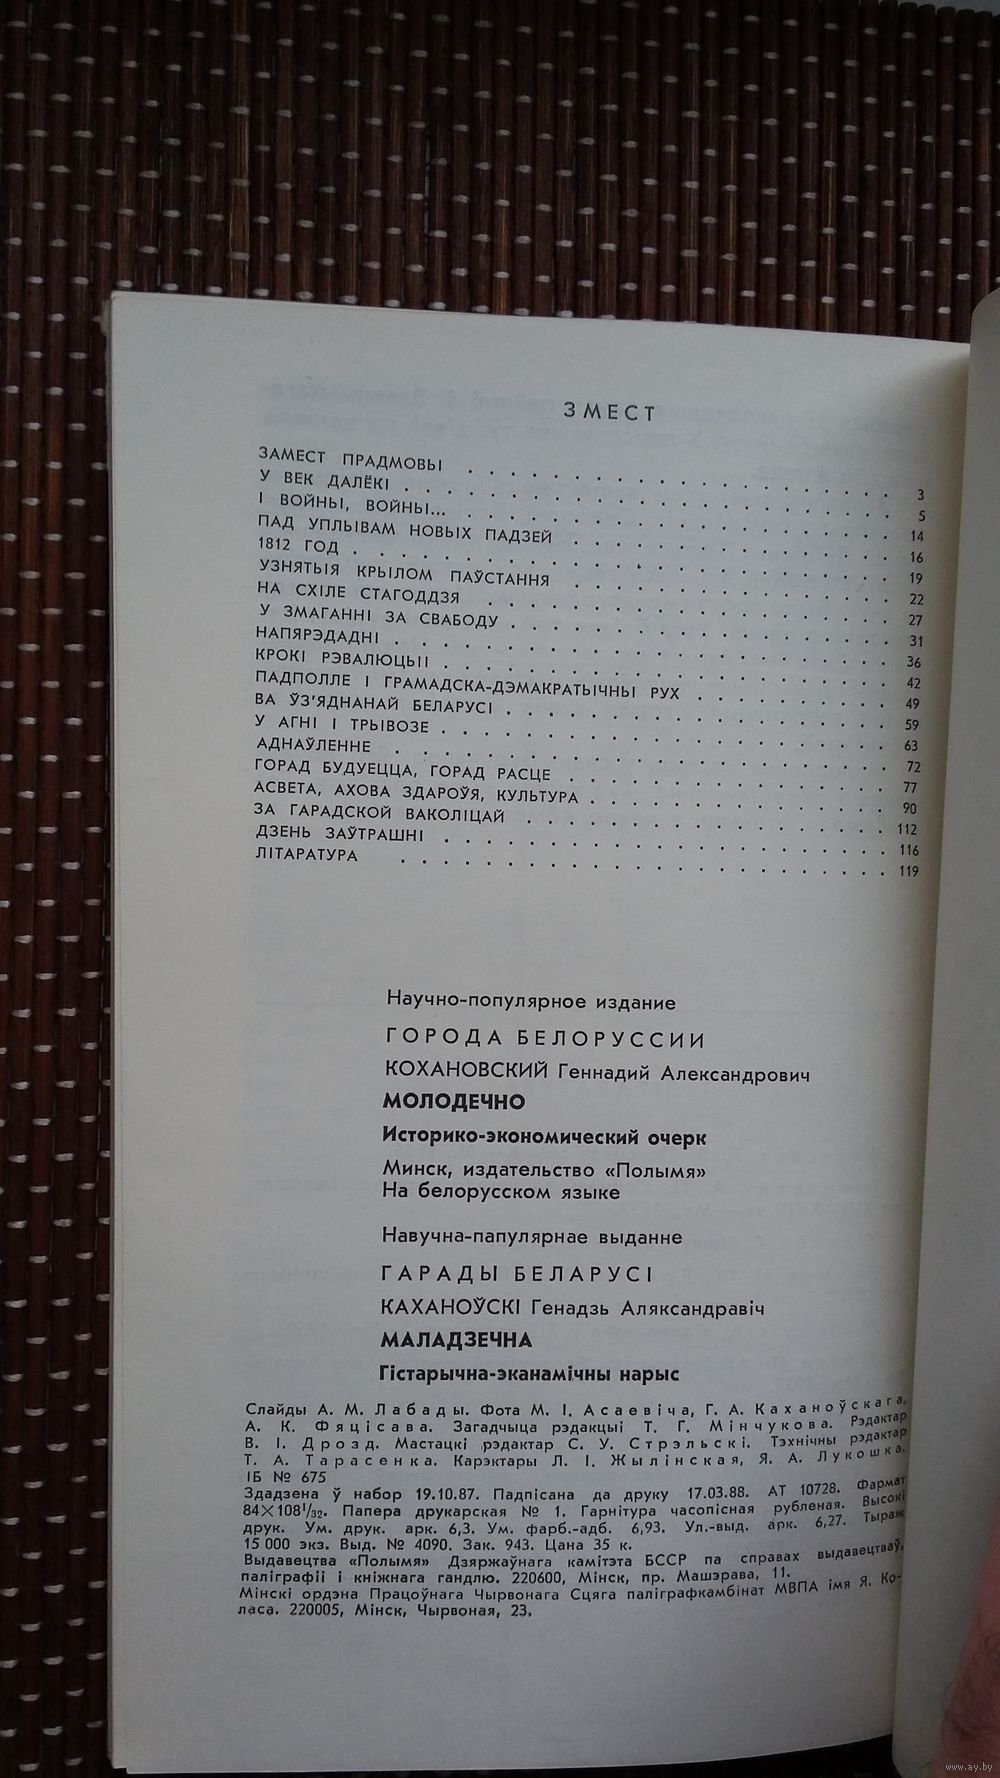 ЗМЕСТ
ЗАМЕСТ ПРАДМОВЫ . . . . . . . . . . . . . . . . . . . . 3
У ВЕК ДАЛЁКІ . . . . . . . . . . . . . . . . . . . . . . . 5
І ВОЙНЫ, ВОЙНЫ... . . . . . . . . . . . . . . . . . . . . 14
ПАД УПЛЫВАМ НОВЫХ ПАДЗЕЙ . . . . . . . . . . . . . . . 16
1812 ГОД . . . . . . . . . . . . . . . . . . . . . . . . . 19
УЗНЯТЫЯ КРЫЛОМ ПАЎСТАННЯ . . . . . . . . . . . . . . . 22
НА СХІЛЕ СТАГОДДЗЯ . . . . . . . . . . . . . . . . . . . 27
У ЗМАГАННІ ЗА СВАБОДУ . . . . . . . . . . . . . . . . . . 31
НАПЯРЭДАДНІ . . . . . . . . . . . . . . . . . . . . . . . 36
КРОКІ РЭВАЛЮЦЫІ . . . . . . . . . . . . . . . . . . . . . 42
ПАДПОЛЛЕ І ГРАМАДСКА-ДЭМАКРАТЫЧНЫ РУХ . . . . . . . . . 49
ВА ЎЗ'ЯДНАНАЙ БЕЛАРУСІ . . . . . . . . . . . . . . . . . . 59
У АГНІ І ТРЫВОЗЕ . . . . . . . . . . . . . . . . . . . . . 63
АДНАЎЛЕННЕ . . . . . . . . . . . . . . . . . . . . . . . 72
ГОРАД БУДУЕЦЦА, ГОРАД РАСЦЕ . . . . . . . . . . . . . . . 77
АСВЕТА, АХОВА ЗДАРОЎЯ, КУЛЬТУРА . . . . . . . . . . . . . . 90
ЗА ГАРАДСКОЙ ВАКОЛІЦАЙ . . . . . . . . . . . . . . . . . 112
ДЗЕНЬ ЗАЎТРАШНІ . . . . . . . . . . . . . . . . . . . . . 116
ЛІТАРАТУРА . . . . . . . . . . . . . . . . . . . . . . . 119
Научно-популярное издание
ГОРОДА БЕЛОРУССИИ
КОХАНОВСКИЙ Геннадий Александрович
МОЛОДЕЧНО
Историко-экономический очерк
Минск, издательство «Полымя»
На белорусском языке
Навучна-папулярнае выданне
ГАРАДЫ БЕЛАРУСІ
КАХАНОЎСКІ Генадзь Аляксандравіч
МАЛАДЗЕЧНА
Гістарычна-эканамічны нарыс
Слайды А. М. Лабады. Фота М. І. Асаевіча, Г. А. Каханоўскага,
А. К. Фяцісава. Загадчыца рэдакцыі Т. Г. Мінчукова. Рэдактар
В. І. Дрозд. Мастацкі рэдактар С. У. Стрэльскі. Тэхнічны рэдактар
Т. А. Тарасенка. Карэктары Л. І. Жылінская, Я. А. Лукошка.
ІБ № 675
Здадзена ў набор 19.10.87. Падпісана да друку 17.03.88. АТ 10728. Фармат
84×108¹/₃₂. Папера друкарская № 1. Гарнітура часопісная рубленая. Высокі
друк. Ум. друк. арк. 6,3. Ум. фарб.-адб. 6,93. Ул.-выд. арк. 6,27. Тыраж
15 000 экз. Выд. № 4090. Зак. 943. Цана 35 к.
Выдавецтва «Полымя» Дзяржаўнага камітэта БССР па справах выдавецтваў,
паліграфіі і кніжнага гандлю. 220600, Мінск, пр. Машэрава, 11.
Мінскі ордэна Працоўнага Чырвонага Сцяга паліграфкамбінат МВПА імя Я. Ко-
ласа. 220005, Мінск, Чырвоная, 23.
www.ay.by